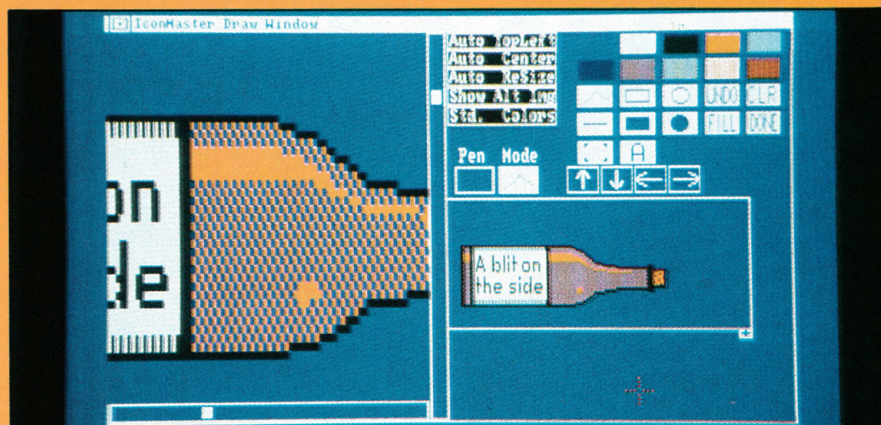 IconMaster Draw Window
Auto TopLeft
Auto Center
Auto ReSize
Show Alt Img
Std. Colors
UNDO CLR
FILL DONE
A
Pen Mode
on
de
A blit on
the side